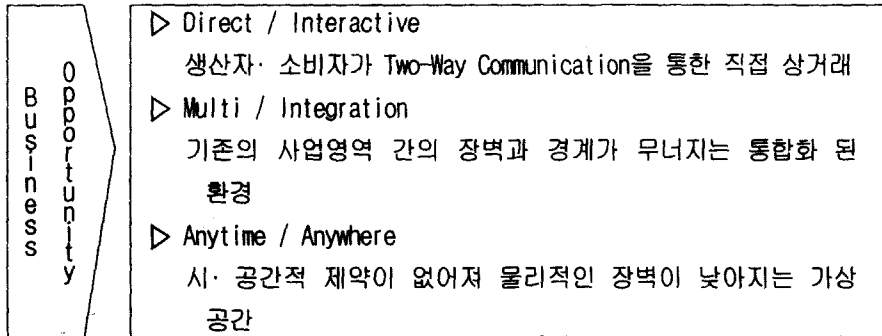 Business
Opportunity
▷ Direct / Interactive
생산자· 소비자가 Two-Way Communication을 통한 직접 상거래
▷ Multi / Integration
기존의 사업영역 간의 장벽과 경계가 무너지는 통합화 된
환경
▷ Anytime / Anywhere
시· 공간적 제약이 없어져 물리적인 장벽이 낮아지는 가상
공간